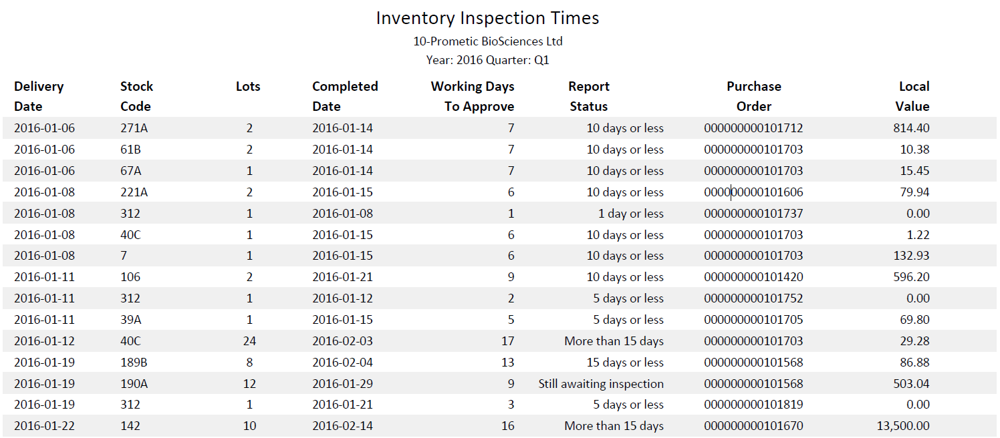 Inventory Inspection Times
10-Prometic BioSciences Ltd
Year: 2016 Quarter: Q1
Delivery Stock Lots Completed Working Days Report Purchase Local
Date Code Date To Approve Status Order Value
2016-01-06 271A 2 2016-01-14 7 10 days or less 000000000101712 814.40
2016-01-06 61B 2 2016-01-14 7 10 days or less 000000000101703 10.38
2016-01-06 67A 1 2016-01-14 7 10 days or less 000000000101703 15.45
2016-01-08 221A 2 2016-01-15 6 10 days or less 000000000101606 79.94
2016-01-08 312 1 2016-01-08 1 1 day or less 000000000101737 0.00
2016-01-08 40C 1 2016-01-15 6 10 days or less 000000000101703 1.22
2016-01-08 7 1 2016-01-15 6 10 days or less 000000000101703 132.93
2016-01-11 106 2 2016-01-21 9 10 days or less 000000000101420 596.20
2016-01-11 312 1 2016-01-12 2 5 days or less 000000000101752 0.00
2016-01-11 39A 1 2016-01-15 5 5 days or less 000000000101705 69.80
2016-01-12 40C 24 2016-02-03 17 More than 15 days 000000000101703 29.28
2016-01-19 189B 8 2016-02-04 13 15 days or less 000000000101568 86.88
2016-01-19 190A 12 2016-01-29 9 Still awaiting inspection 000000000101568 503.04
2016-01-19 312 1 2016-01-21 3 5 days or less 000000000101819 0.00
2016-01-22 142 10 2016-02-14 16 More than 15 days 000000000101670 13,500.00